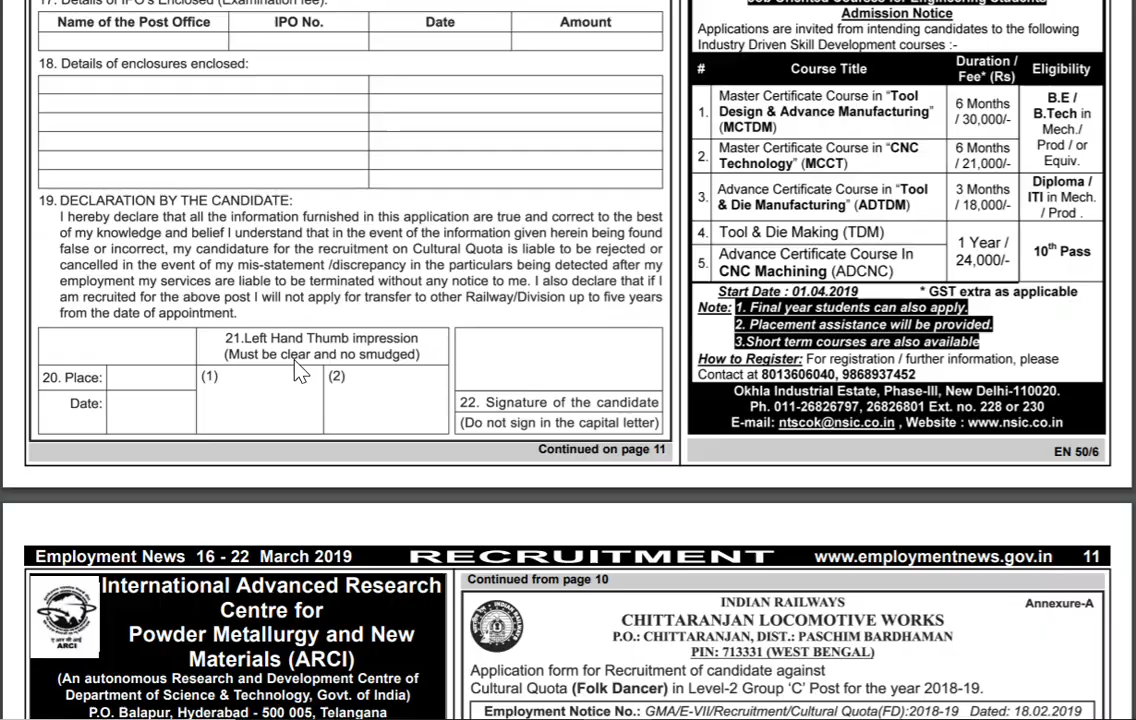 17. Details of IPO's Enclosed (Examination fee):
Name of the Post Office IPO No. Date Amount
18. Details of enclosures enclosed:
19. DECLARATION BY THE CANDIDATE:
I hereby declare that all the information furnished in this application are true and correct to the best
of my knowledge and belief I understand that in the event of the information given herein being found
false or incorrect, my candidature for the recruitment on Cultural Quota is liable to be rejected or
cancelled in the event of my mis-statement /discrepancy in the particulars being detected after my
employment my services are liable to be terminated without any notice to me. I also declare that if I
am recruited for the above post I will not apply for transfer to other Railway/Division up to five years
from the date of appointment.
21.Left Hand Thumb impression
(Must be clear and no smudged)
20. Place: (1) (2)
Date:
22. Signature of the candidate
(Do not sign in the capital letter)
Continued on page 11
Job Oriented Courses for Engineering Students
Admission Notice
Applications are invited from intending candidates to the following
Industry Driven Skill Development courses :-
# Course Title Duration / Fee* (Rs) Eligibility
1. Master Certificate Course in “Tool
Design & Advance Manufacturing”
(MCTDM)
6 Months
/ 30,000/-
B.E /
B.Tech in
Mech./
Prod / or
Equiv.
2. Master Certificate Course in “CNC
Technology” (MCCT)
6 Months
/ 21,000/-
3. Advance Certificate Course in “Tool
& Die Manufacturing” (ADTDM)
3 Months
/ 18,000/-
Diploma /
ITI in Mech.
/ Prod .
4. Tool & Die Making (TDM)
5. Advance Certificate Course In
CNC Machining (ADCNC)
1 Year /
24,000/-
10th Pass
Start Date : 01.04.2019 * GST extra as applicable
Note: 1. Final year students can also apply.
2. Placement assistance will be provided.
3.Short term courses are also available
How to Register: For registration / further information, please
Contact at 8013606040, 9868937452
Okhla Industrial Estate, Phase-III, New Delhi-110020.
Ph. 011-26826797, 26826801 Ext. no. 228 or 230
E-mail: ntscok@nsic.co.in , Website : www.nsic.co.in
EN 50/6
Employment News 16 - 22 March 2019 RECRUITMENT www.employmentnews.gov.in 11
ARCI
International Advanced Research
Centre for
Powder Metallurgy and New
Materials (ARCI)
(An autonomous Research and Development Centre of
Department of Science & Technology, Govt. of India)
P.O. Balapur, Hyderabad - 500 005, Telangana
Continued from page 10
INDIAN RAILWAYS Annexure-A
CHITTARANJAN LOCOMOTIVE WORKS
P.O.: CHITTARANJAN, DIST.: PASCHIM BARDHAMAN
PIN: 713331 (WEST BENGAL)
Application form for Recruitment of candidate against
Cultural Quota (Folk Dancer) in Level-2 Group ‘C’ Post for the year 2018-19.
Employment Notice No.: GMA/E-VII/Recruitment/Cultural Quota(FD):2018-19 Dated: 18.02.2019